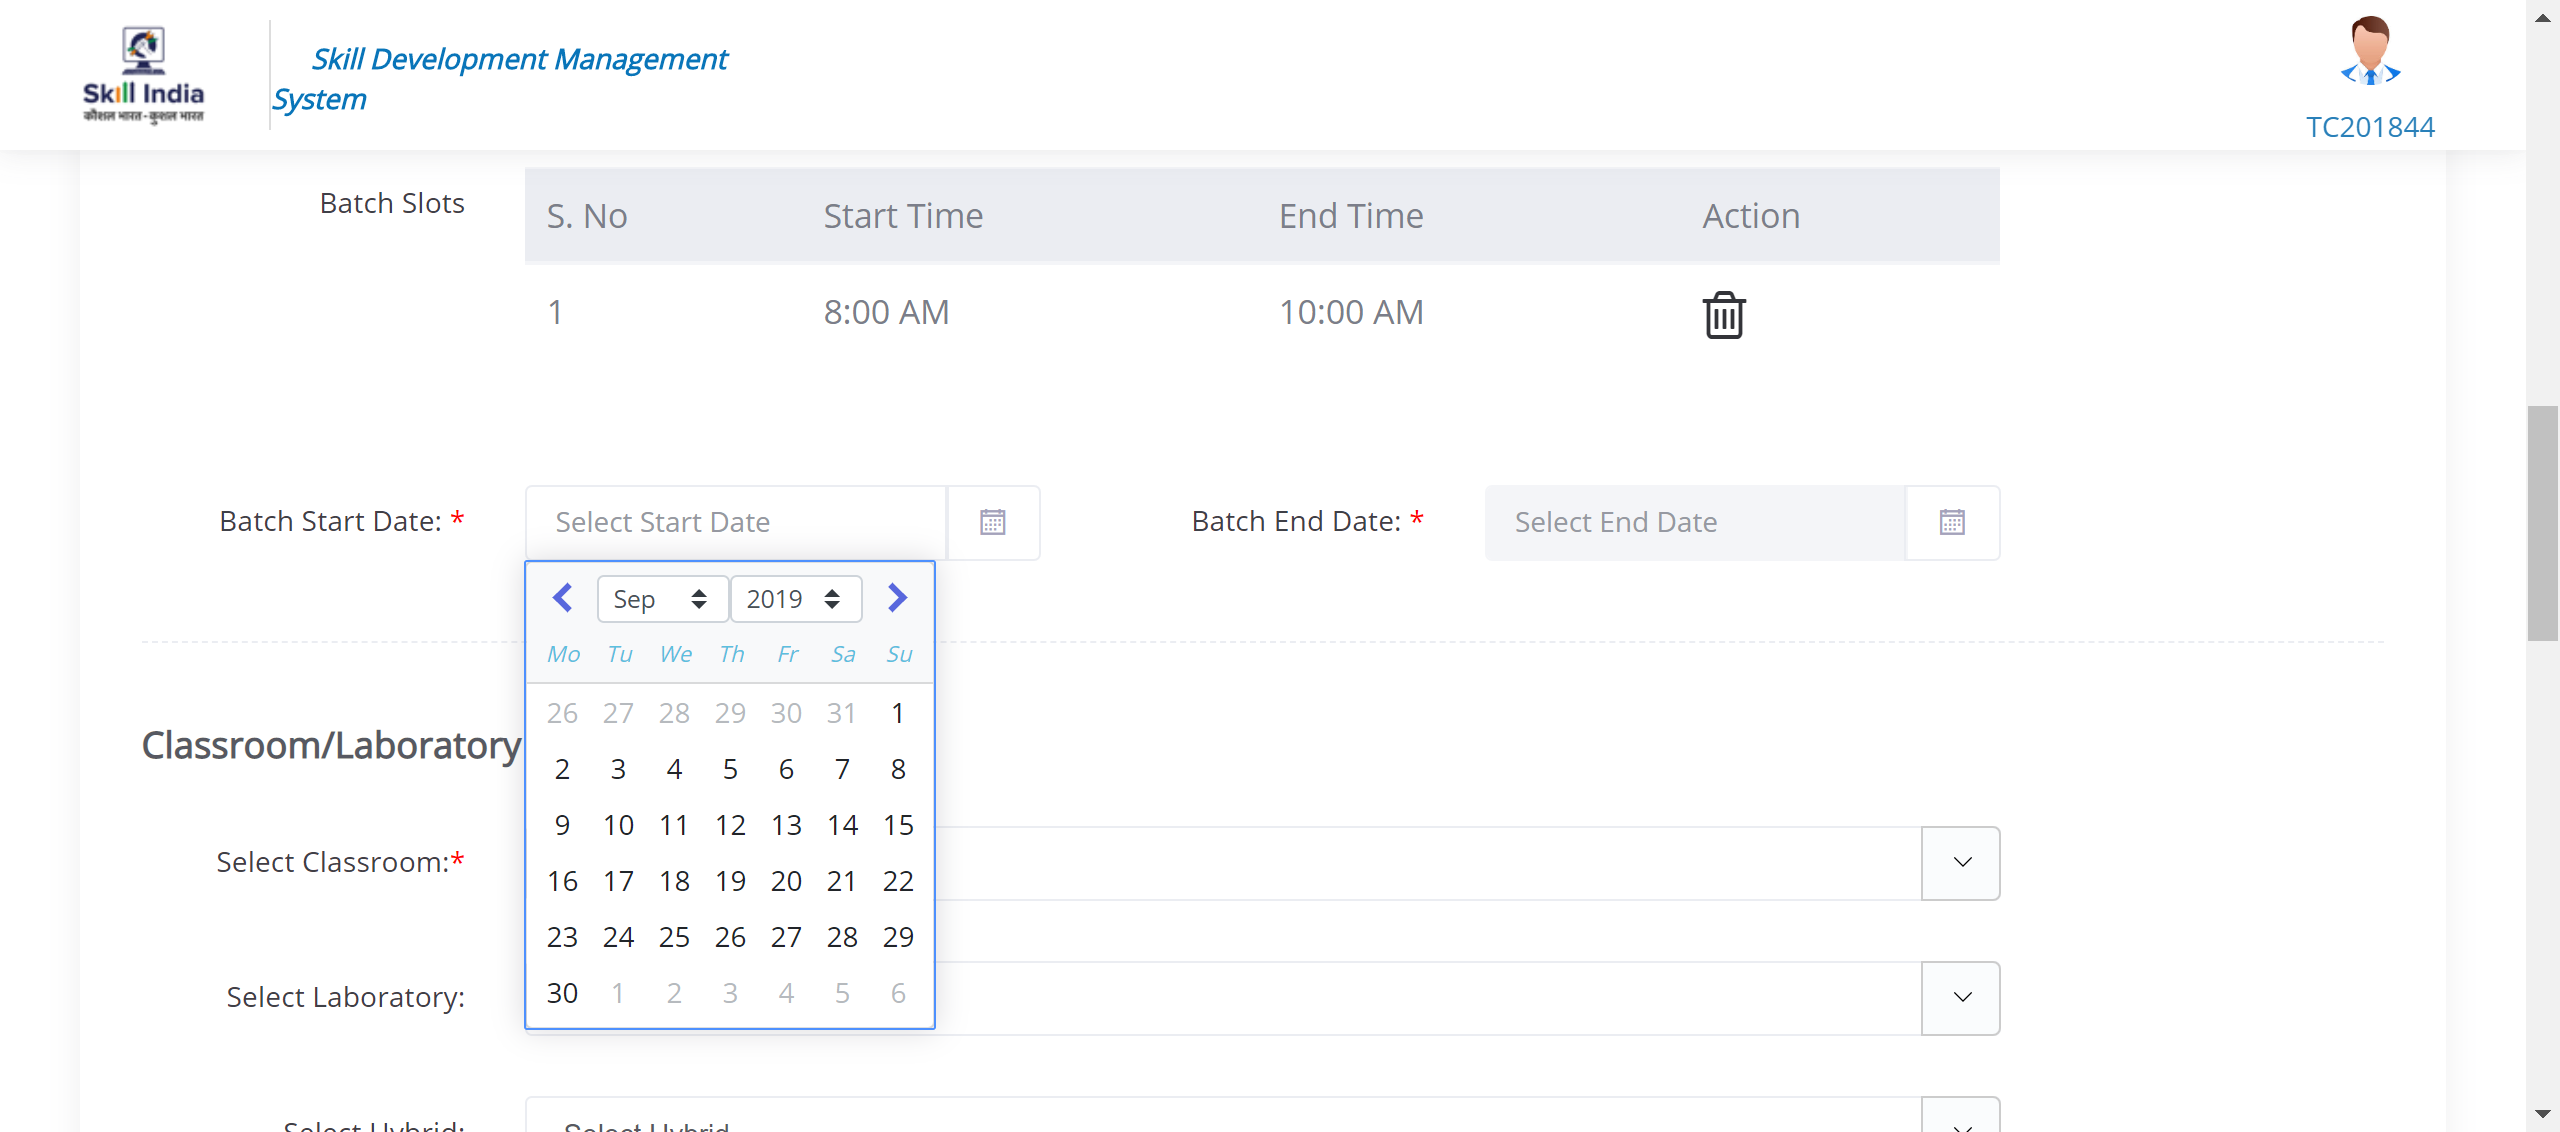 Skill India
कौशल भारत - कुशल भारत
Skill Development Management
System
TC201844
Batch Slots
S. No Start Time End Time Action
1 8:00 AM 10:00 AM
Batch Start Date: * Select Start Date Batch End Date: * Select End Date
Sep 2019
Mo Tu We Th Fr Sa Su
26 27 28 29 30 31 1
2 3 4 5 6 7 8
9 10 11 12 13 14 15
16 17 18 19 20 21 22
23 24 25 26 27 28 29
30 1 2 3 4 5 6
Classroom/Laboratory
Select Classroom:*
Select Laboratory:
Select Hybrid: Select Hybrid